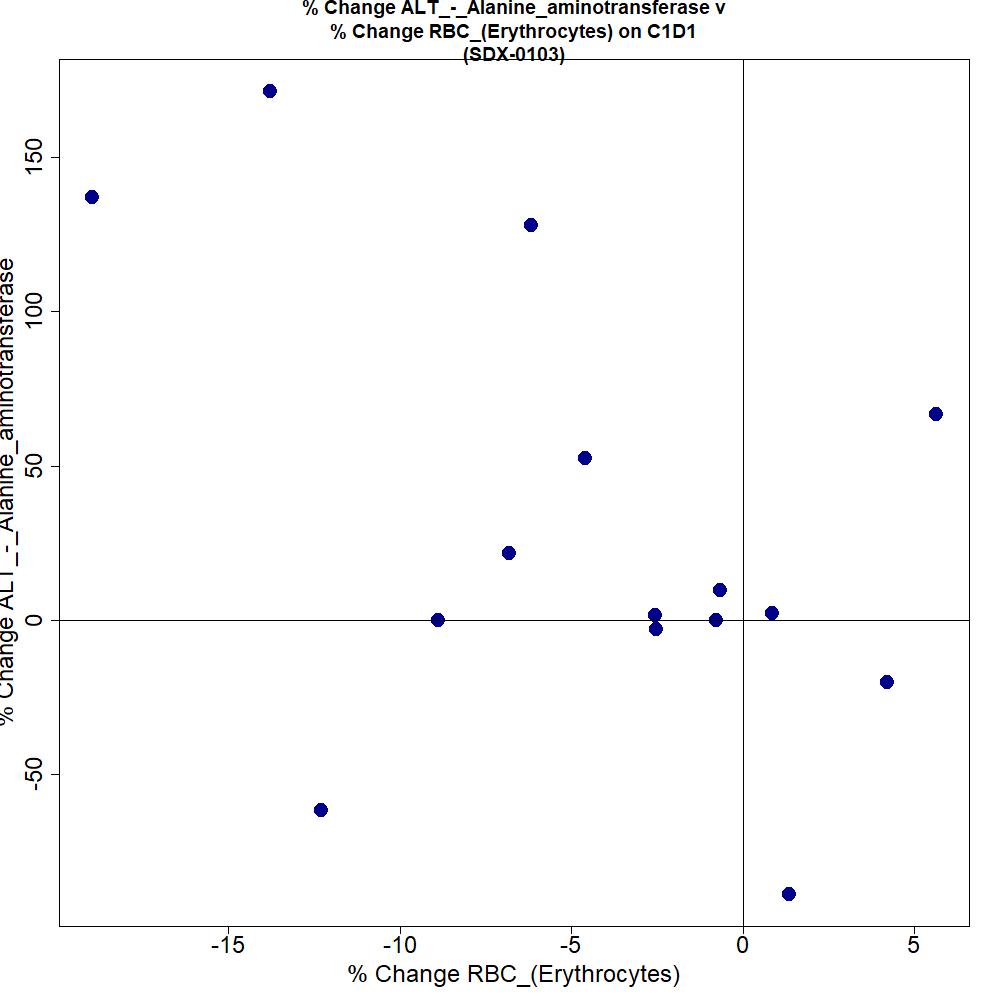 % Change ALT_-_Alanine_aminotransferase v
% Change RBC_(Erythrocytes) on C1D1
(SDX-0103)
% Change ALT_-_Alanine_aminotransferase
150
100
50
0
-50
-15
-10
-5
0
5
% Change RBC_(Erythrocytes)